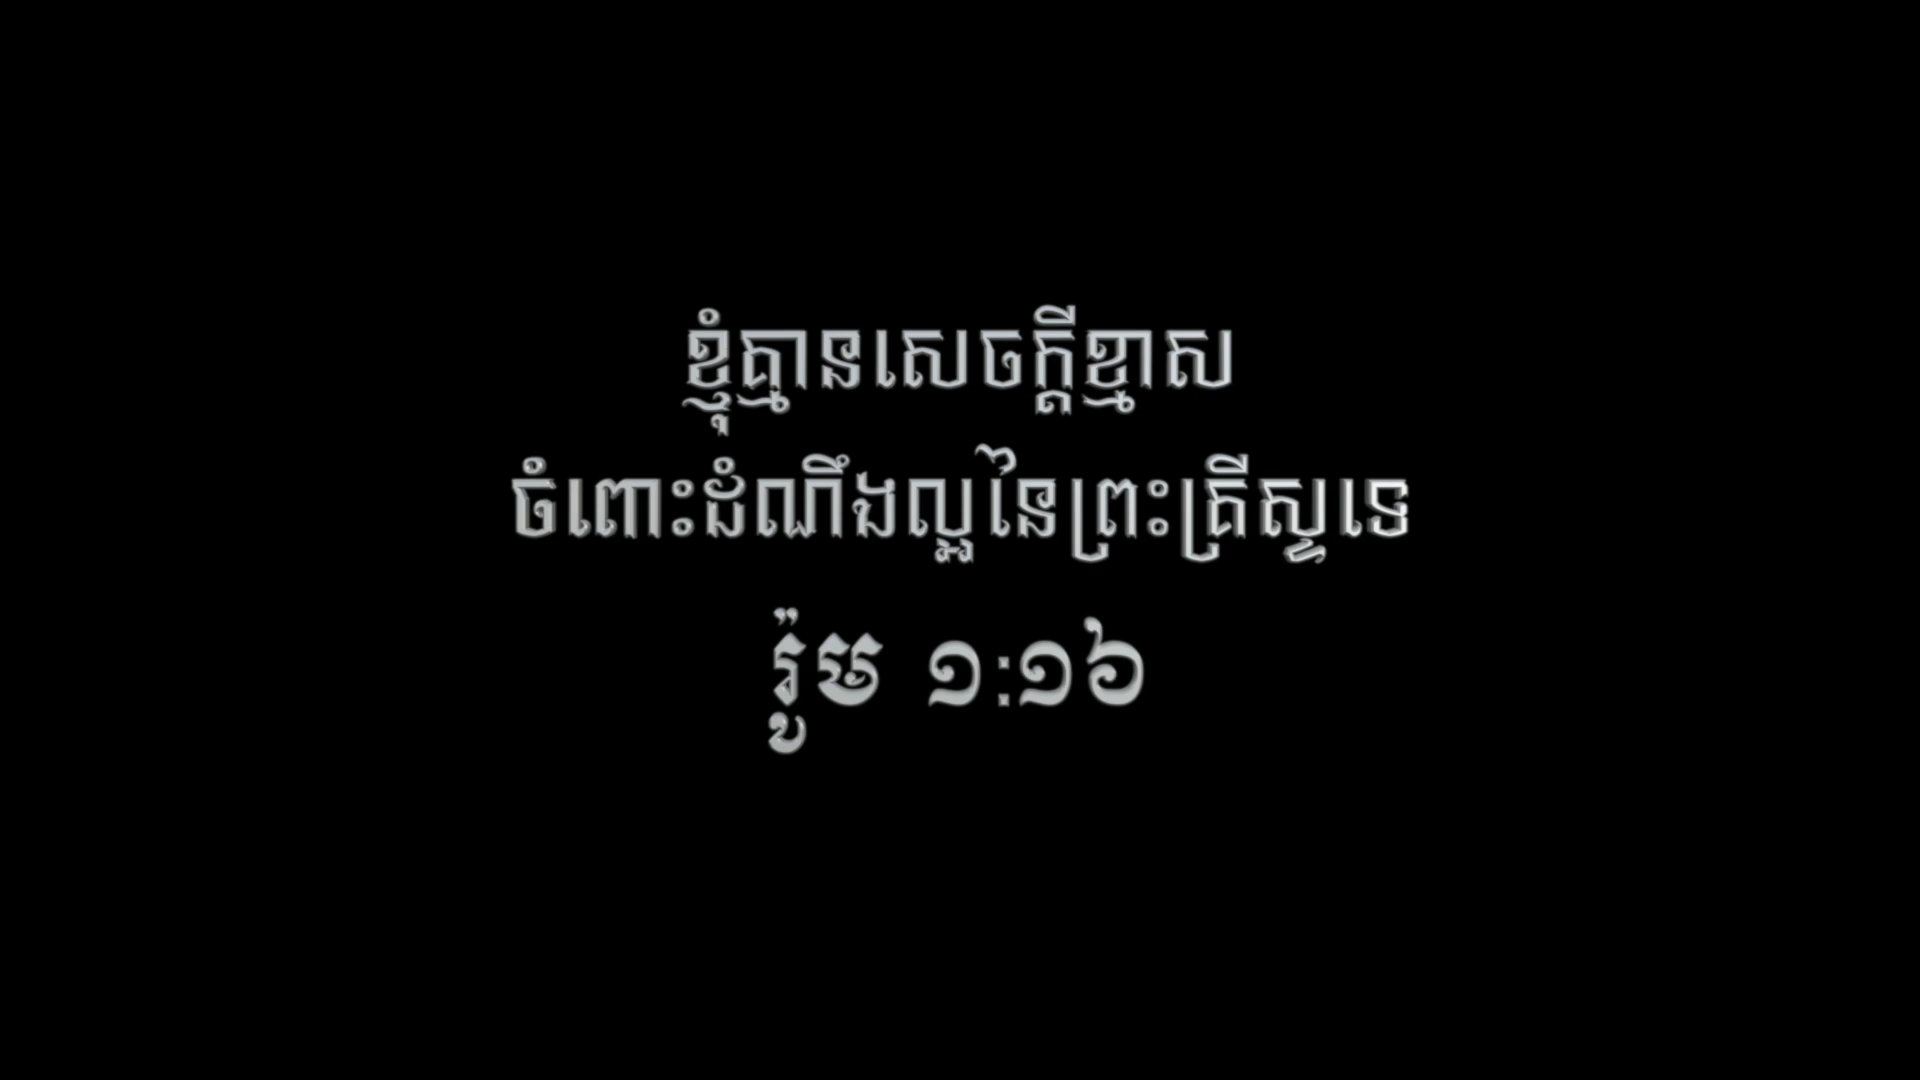 ខ្ញុំគ្មានសេចក្តីខ្មាស
ចំពោះដំណឹងល្អនៃព្រះគ្រីស្ទទេ
រ៉ូម ១:១៦